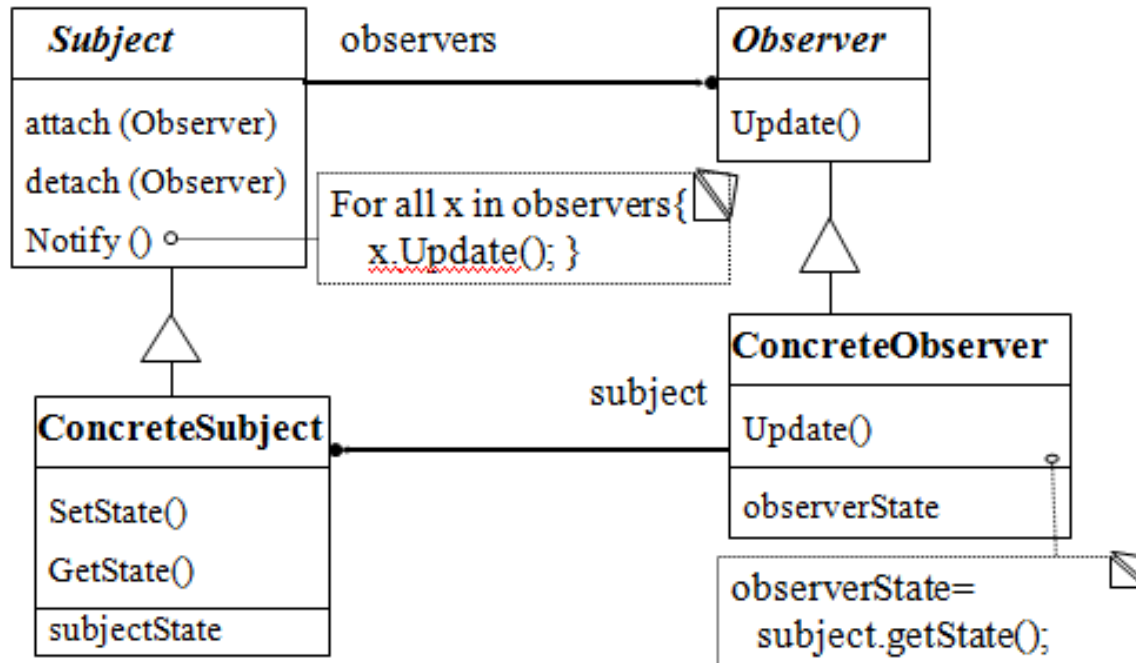 Subject
observers
Observer
attach (Observer)
detach (Observer)
Notify ()
Update()
For all x in observers{
x.Update(); }
ConcreteObserver
subject
Update()
observerState
ConcreteSubject
SetState()
GetState()
subjectState
observerState=
subject.getState();